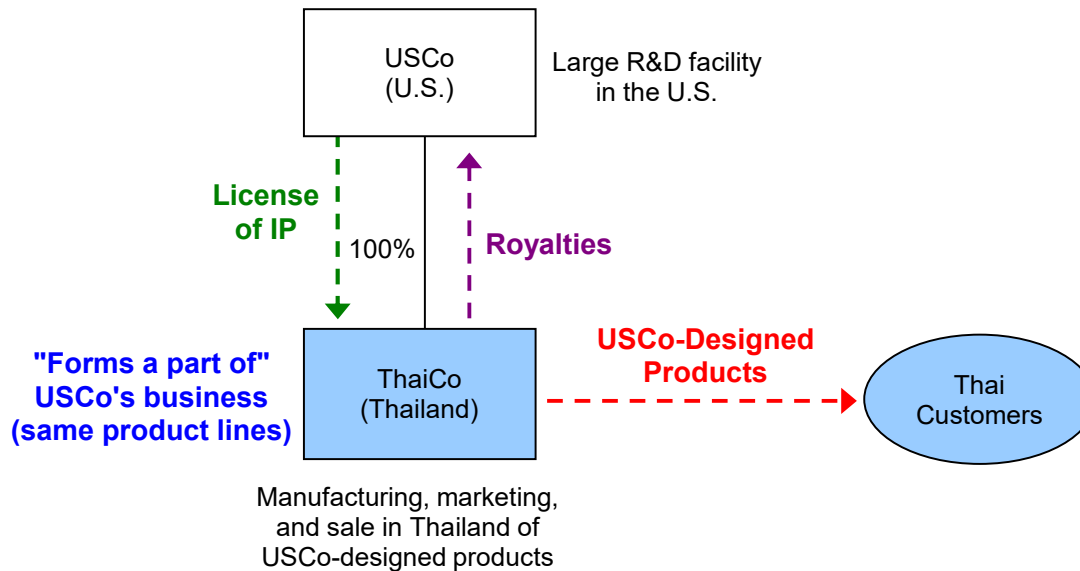 USCo
(U.S.)
Large R&D facility
in the U.S.
License
of IP
100%
Royalties
"Forms a part of"
USCo's business
(same product lines)
ThaiCo
(Thailand)
USCo-Designed
Products
Thai
Customers
Manufacturing, marketing,
and sale in Thailand of
USCo-designed products